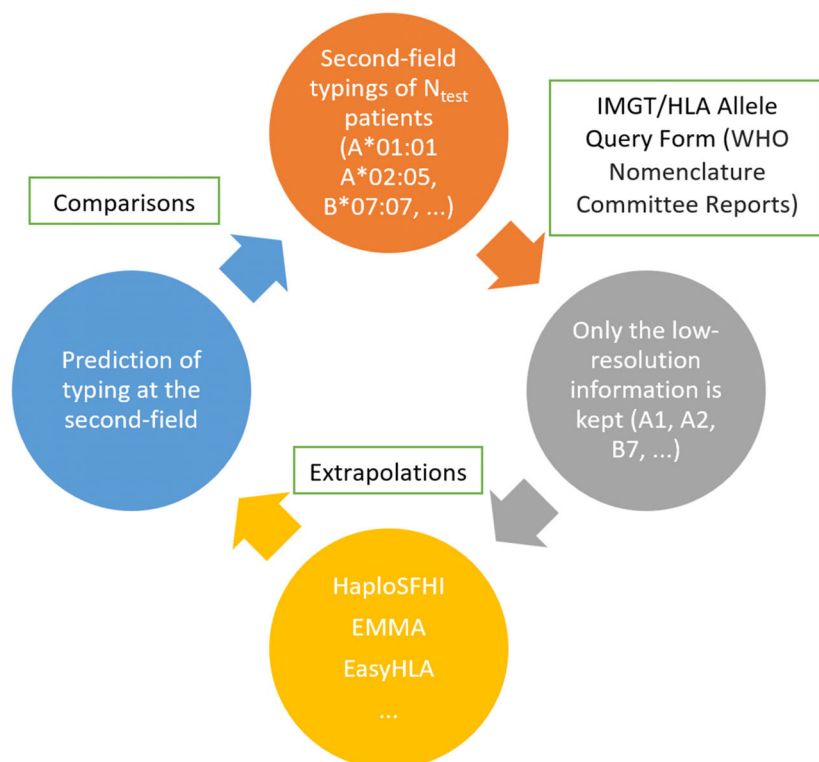 Second-field
typings of Ntest
patients
(A*01:01
A*02:05,
B*07:07, ...)
IMGT/HLA Allele
Query Form (WHO
Nomenclature
Committee Reports)
Comparisons
Prediction of
typing at the
second-field
Only the low-
resolution
information is
kept (A1, A2,
B7, ...)
Extrapolations
HaploSFHI
EMMA
EasyHLA
...